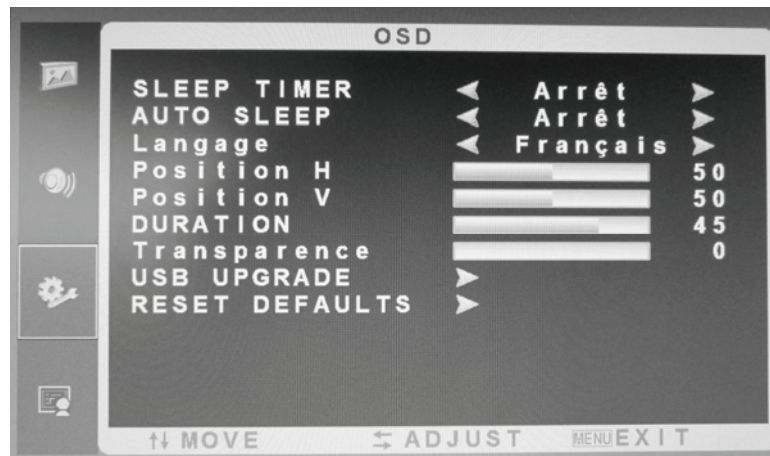 OSD
SLEEP TIMER Arrêt
AUTO SLEEP Arrêt
Langage Français
Position H 50
Position V 50
DURATION 45
Transparence 0
USB UPGRADE
RESET DEFAULTS
MOVE ADJUST MENU EXIT